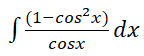 ∫ (1-cos²x)/cosx dx